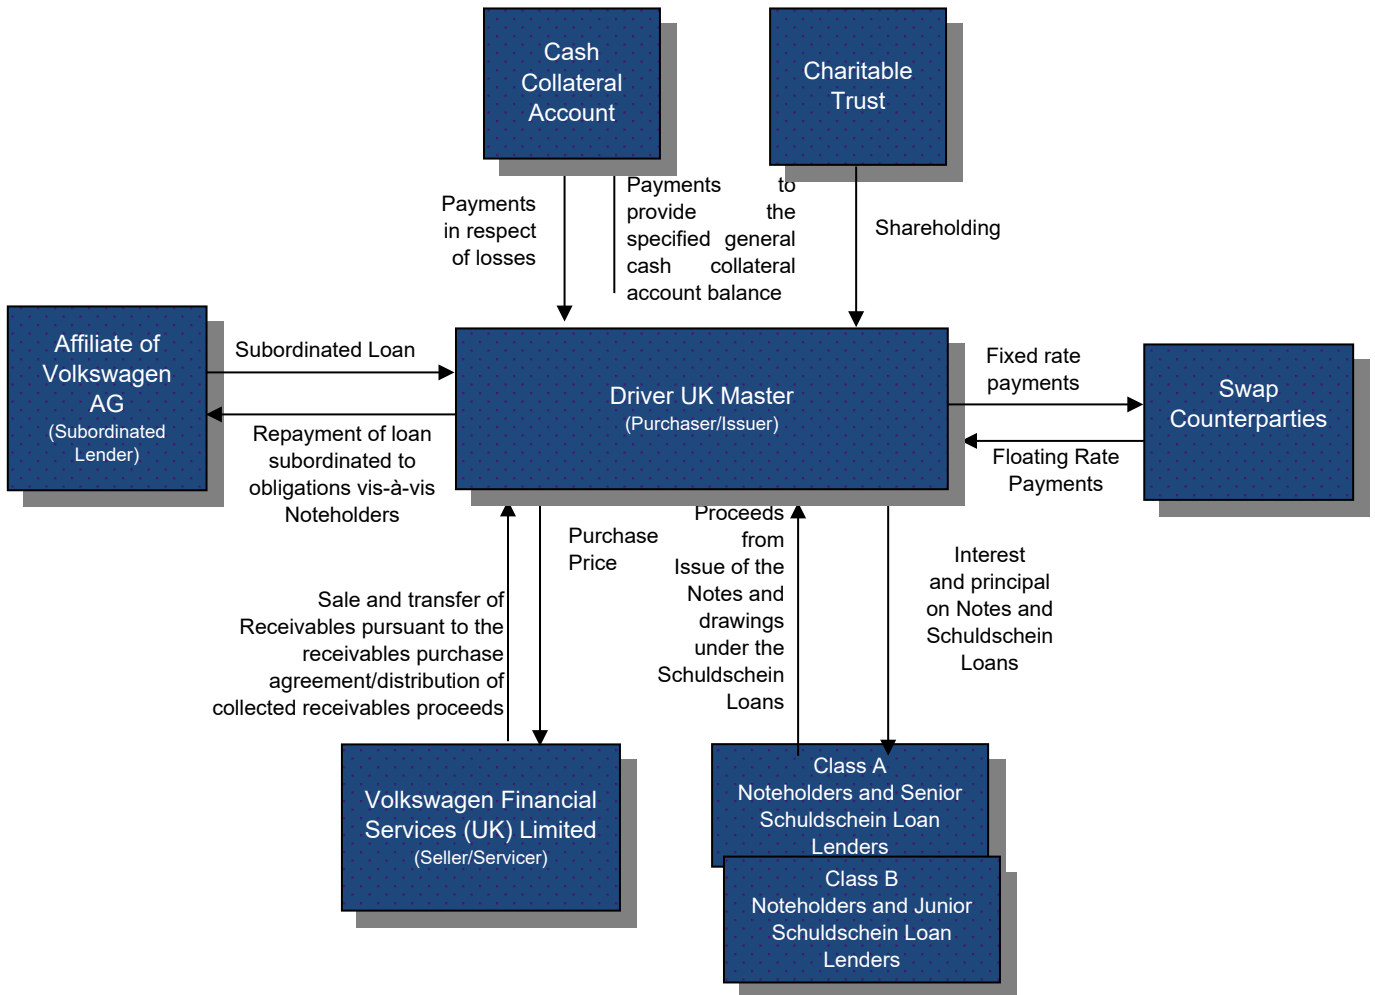 Cash
Collateral
Account
Charitable
Trust
Payments
in respect
of losses
Payments to
provide the
specified general
cash collateral
account balance
Shareholding
Affiliate of
Volkswagen
AG
(Subordinated
Lender)
Subordinated Loan
Repayment of loan
subordinated to
obligations vis-à-vis
Noteholders
Driver UK Master
(Purchaser/Issuer)
Fixed rate
payments
Floating Rate
Payments
Swap
Counterparties
Sale and transfer of
Receivables pursuant to the
receivables purchase
agreement/distribution of
collected receivables proceeds
Purchase
Price
Proceeds
from
Issue of the
Notes and
drawings
under the
Schuldschein
Loans
Interest
and principal
on Notes and
Schuldschein
Loans
Volkswagen Financial
Services (UK) Limited
(Seller/Servicer)
Class A
Noteholders and Senior
Schuldschein Loan
Lenders
Class B
Noteholders and Junior
Schuldschein Loan
Lenders